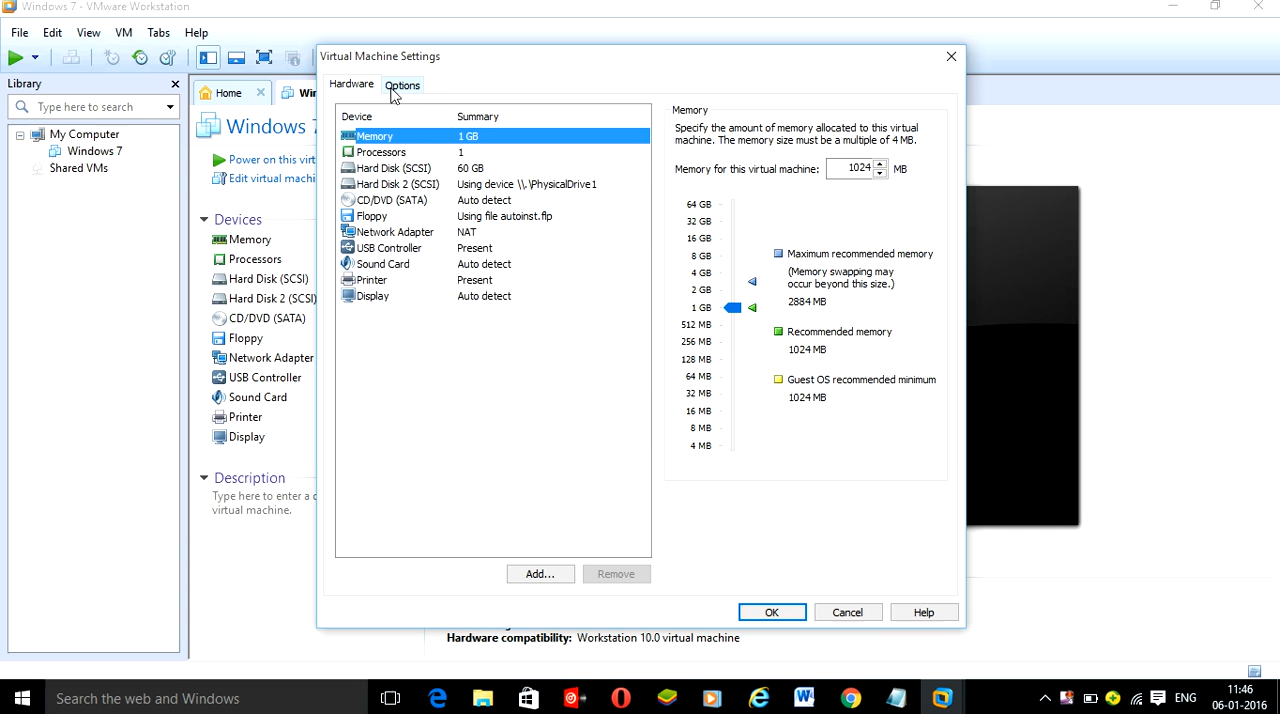 Windows 7 - VMware Workstation
File Edit View VM Tabs Help
Library
Type here to search
My Computer
Windows 7
Shared VMs
Home
Windows 7
Power on this virt
Edit virtual machi
Devices
Memory
Processors
Hard Disk (SCSI)
Hard Disk 2 (SCSI)
CD/DVD (SATA)
Floppy
Network Adapter
USB Controller
Sound Card
Printer
Display
Description
Type here to enter a
virtual machine.
Virtual Machine Settings
Hardware Options
Device Summary
Memory 1 GB
Processors 1
Hard Disk (SCSI) 60 GB
Hard Disk 2 (SCSI) Using device \\.\PhysicalDrive1
CD/DVD (SATA) Auto detect
Floppy Using file autoinst.flp
Network Adapter NAT
USB Controller Present
Sound Card Auto detect
Printer Present
Display Auto detect
Add... Remove
Memory
Specify the amount of memory allocated to this virtual
machine. The memory size must be a multiple of 4 MB.
Memory for this virtual machine: 1024 MB
64 GB
32 GB
16 GB
8 GB
4 GB
2 GB
1 GB
512 MB
256 MB
128 MB
64 MB
32 MB
16 MB
8 MB
4 MB
Maximum recommended memory
(Memory swapping may
occur beyond this size.)
2884 MB
Recommended memory
1024 MB
Guest OS recommended minimum
1024 MB
OK Cancel Help
Hardware compatibility: Workstation 10.0 virtual machine
Search the web and Windows
ENG
11:46
06-01-2016